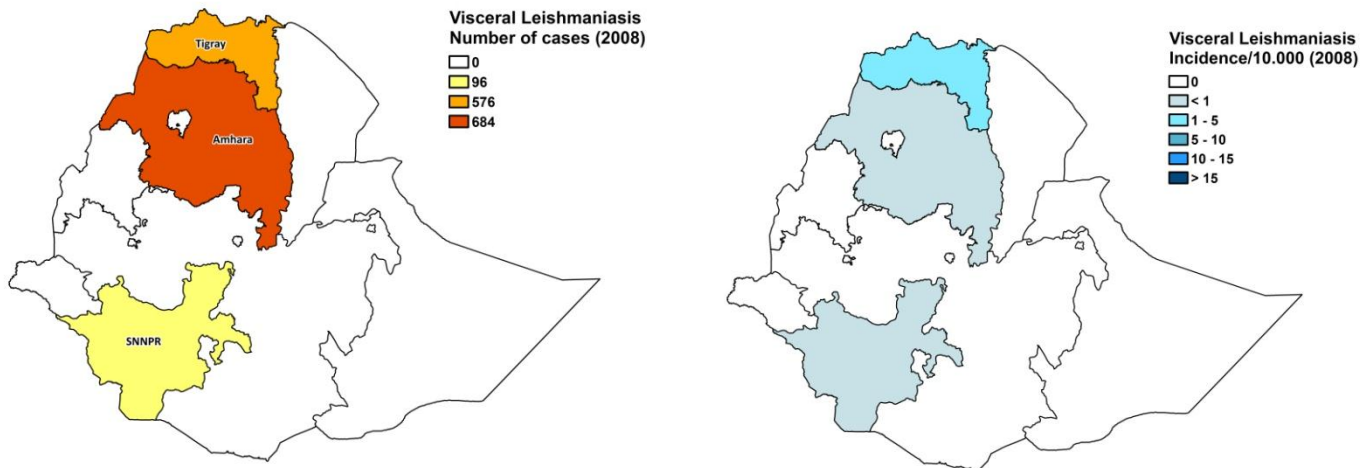 Visceral Leishmaniasis
Number of cases (2008)
0
96
576
684
Tigray
Amhara
SNNPR
Visceral Leishmaniasis
Incidence/10.000 (2008)
0
< 1
1 - 5
5 - 10
10 - 15
> 15